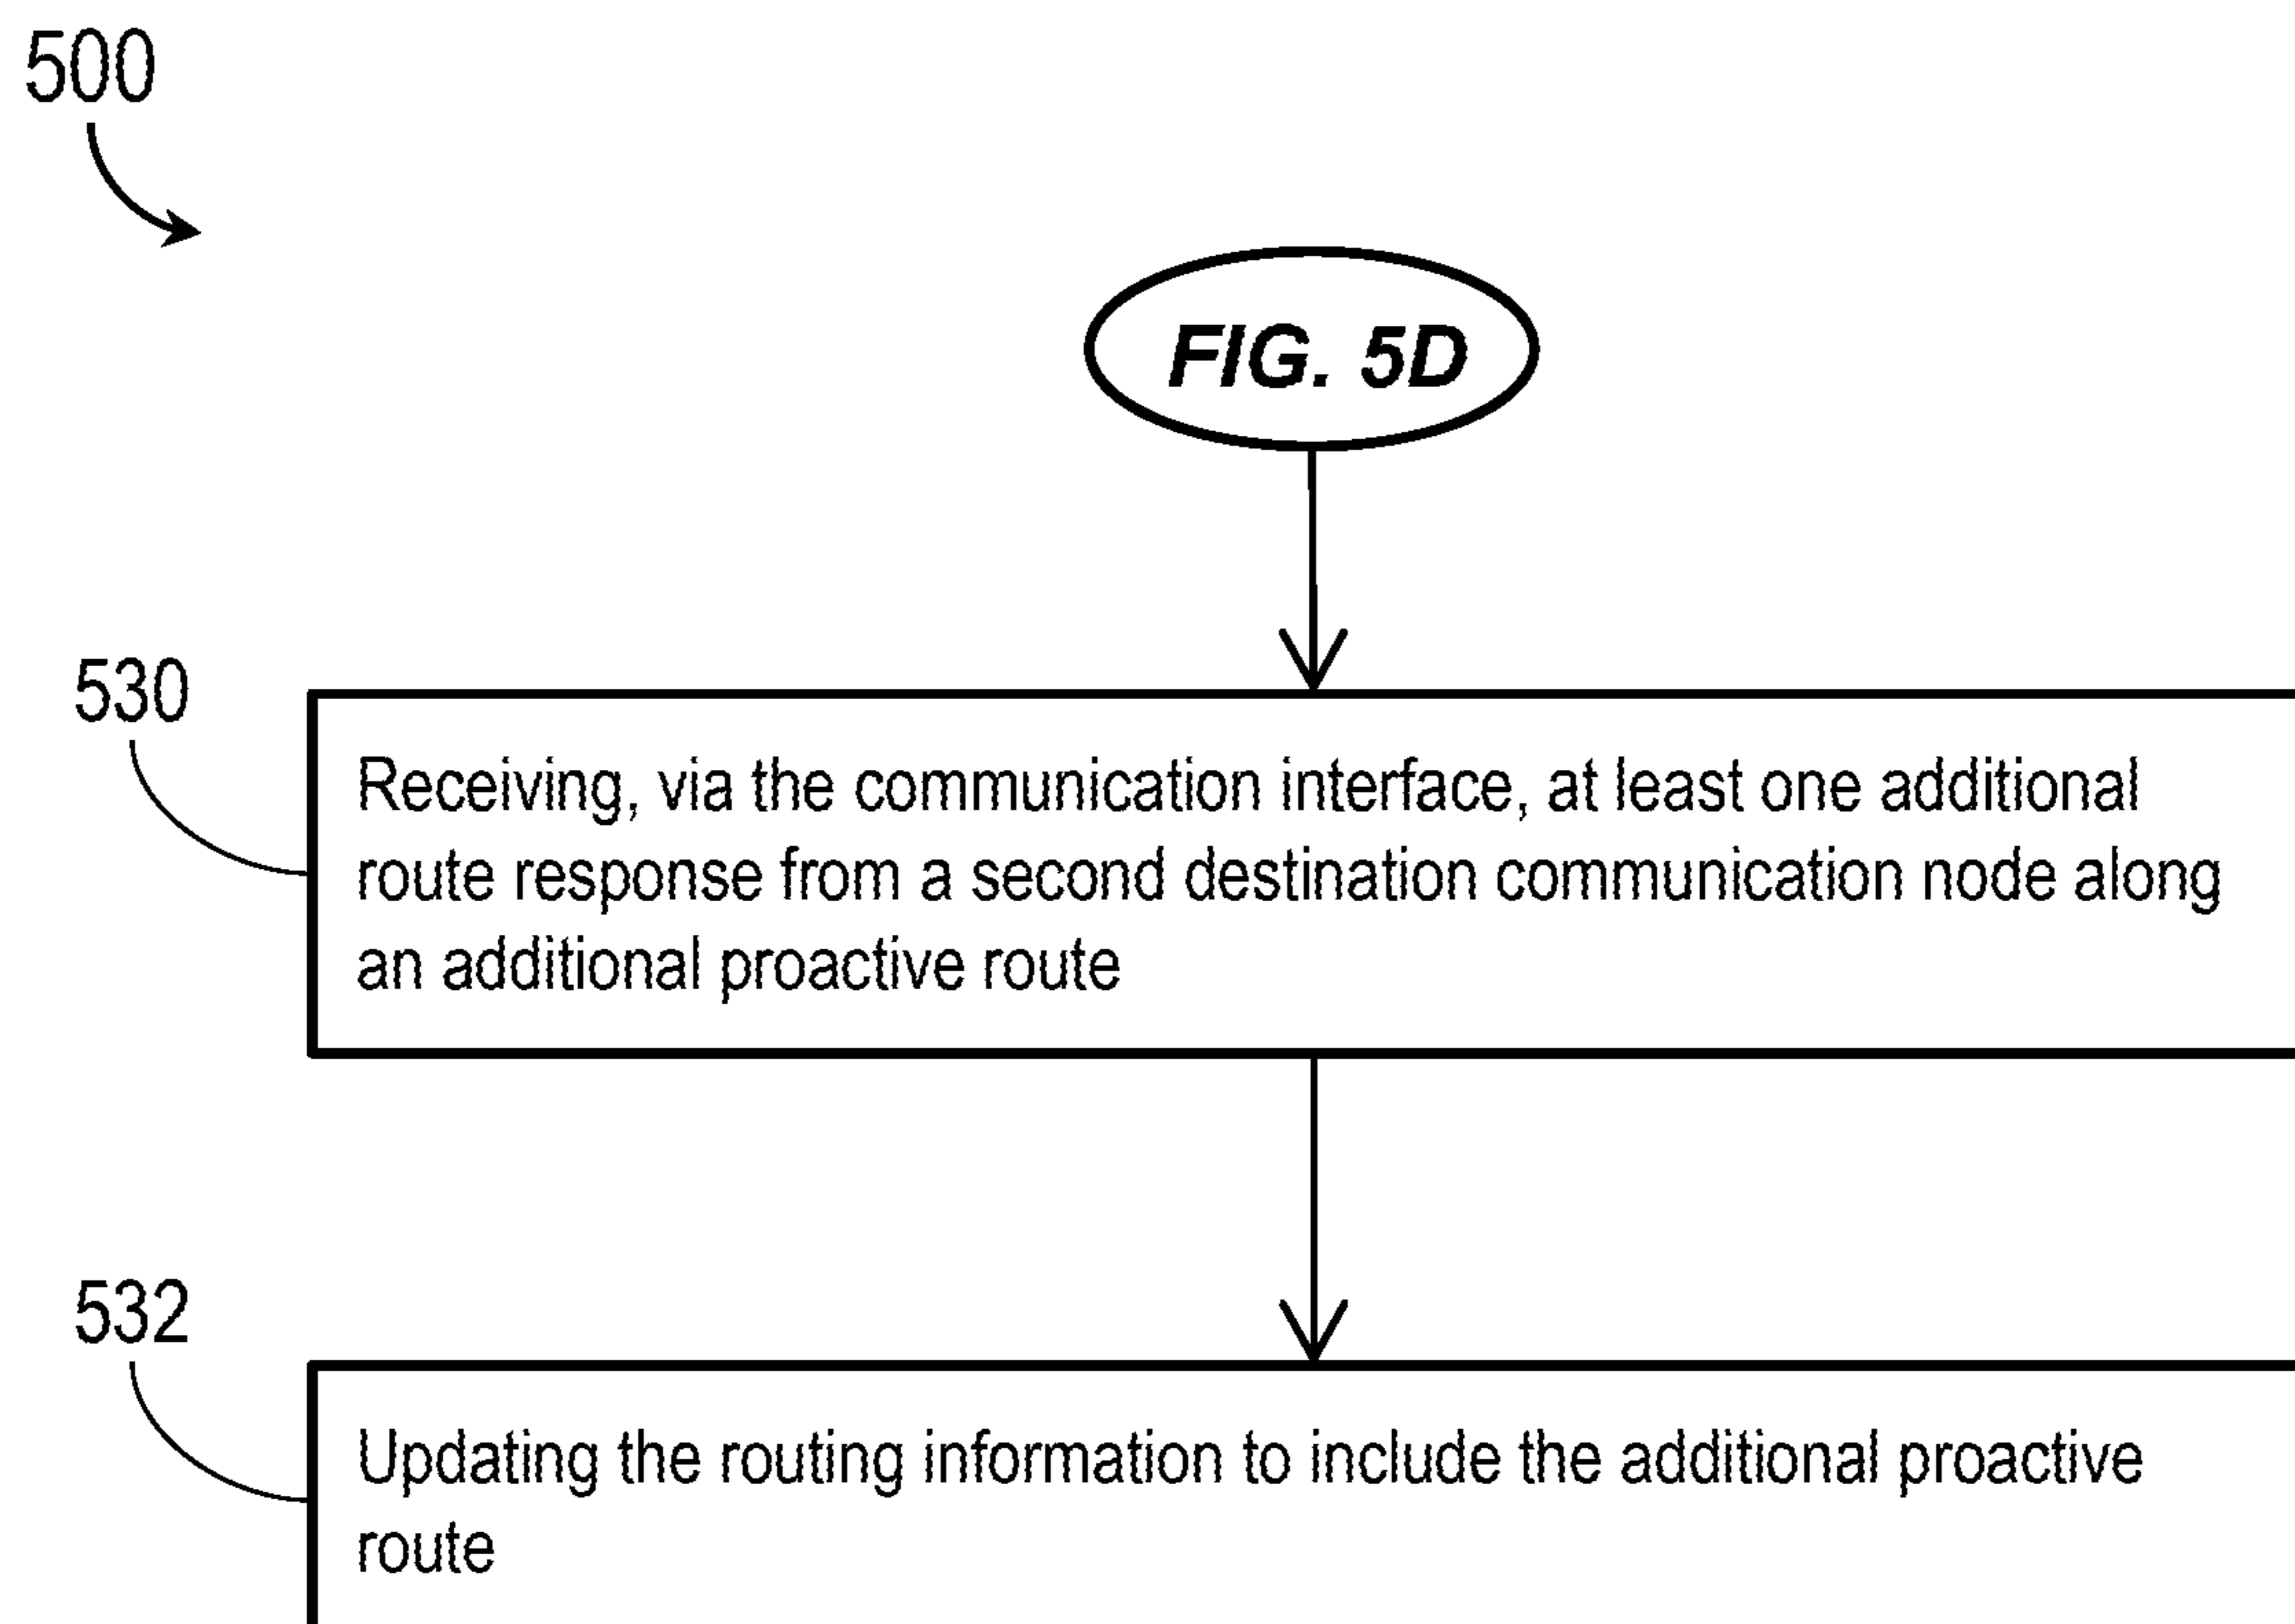 500
FIG. 5D
530
Receiving, via the communication interface, at least one additional
route response from a second destination communication node along
an additional proactive route
532
Updating the routing information to include the additional proactive
route